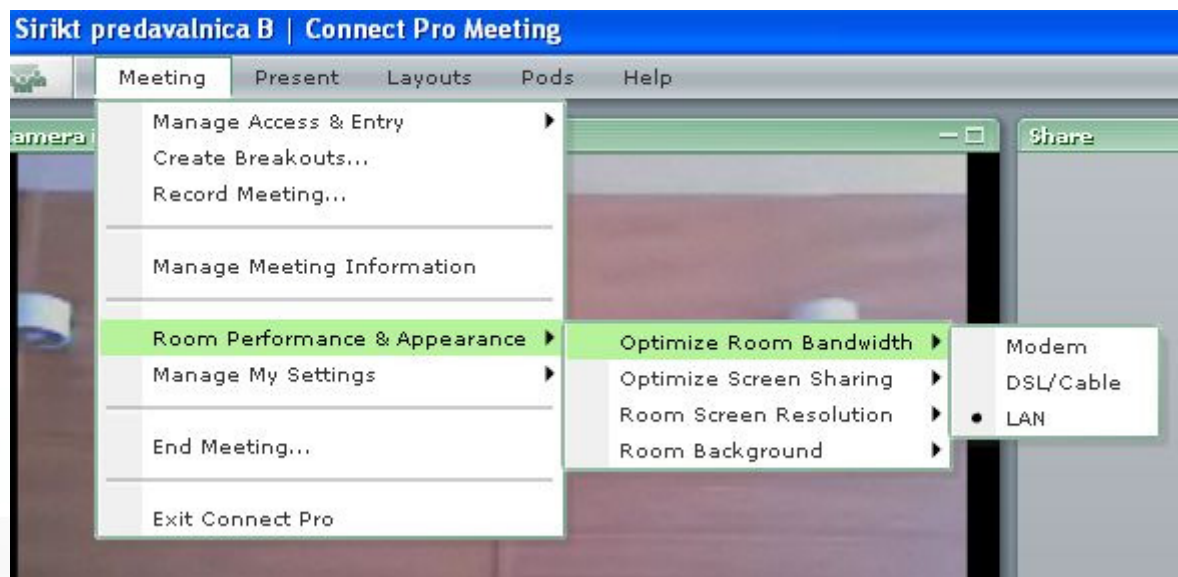 Sirikt predavalnica B | Connect Pro Meeting
Meeting Present Layouts Pods Help
Camera
Share
Manage Access & Entry
Create Breakouts...
Record Meeting...
Manage Meeting Information
Room Performance & Appearance
Manage My Settings
End Meeting...
Exit Connect Pro
Optimize Room Bandwidth
Optimize Screen Sharing
Room Screen Resolution
Room Background
Modem
DSL/Cable
LAN